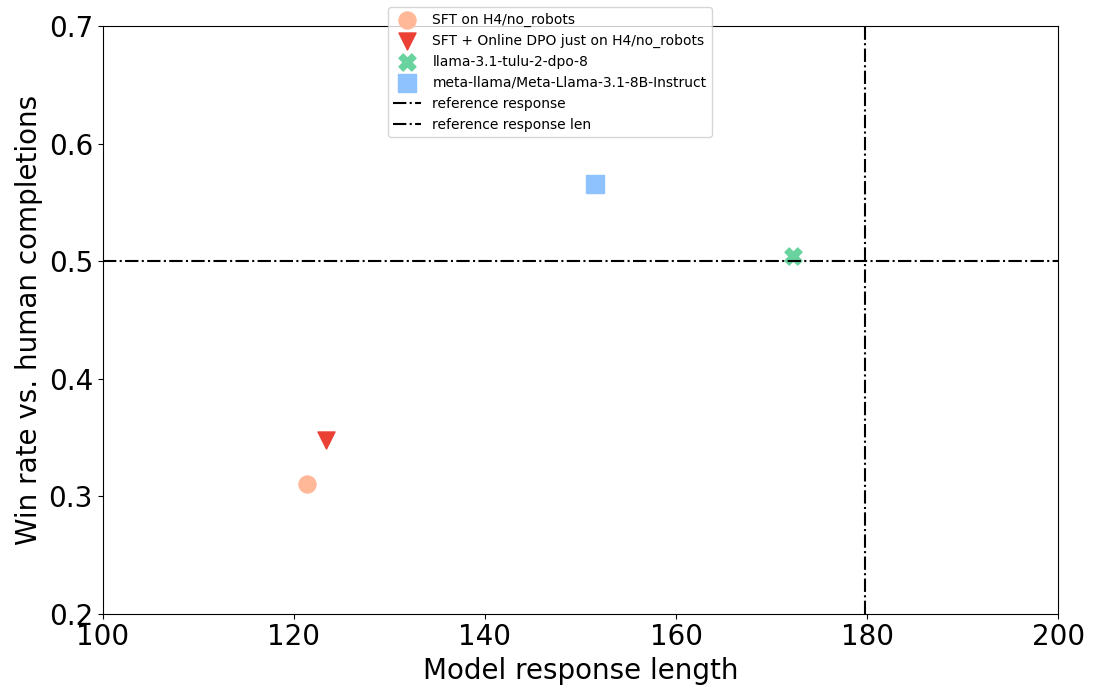 SFT on H4/no_robots
SFT + Online DPO just on H4/no_robots
llama-3.1-tulu-2-dpo-8
meta-llama/Meta-Llama-3.1-8B-Instruct
reference response
reference response len
0.7
0.6
0.5
0.4
0.3
0.2
Win rate vs. human completions
100
120
140
160
180
200
Model response length